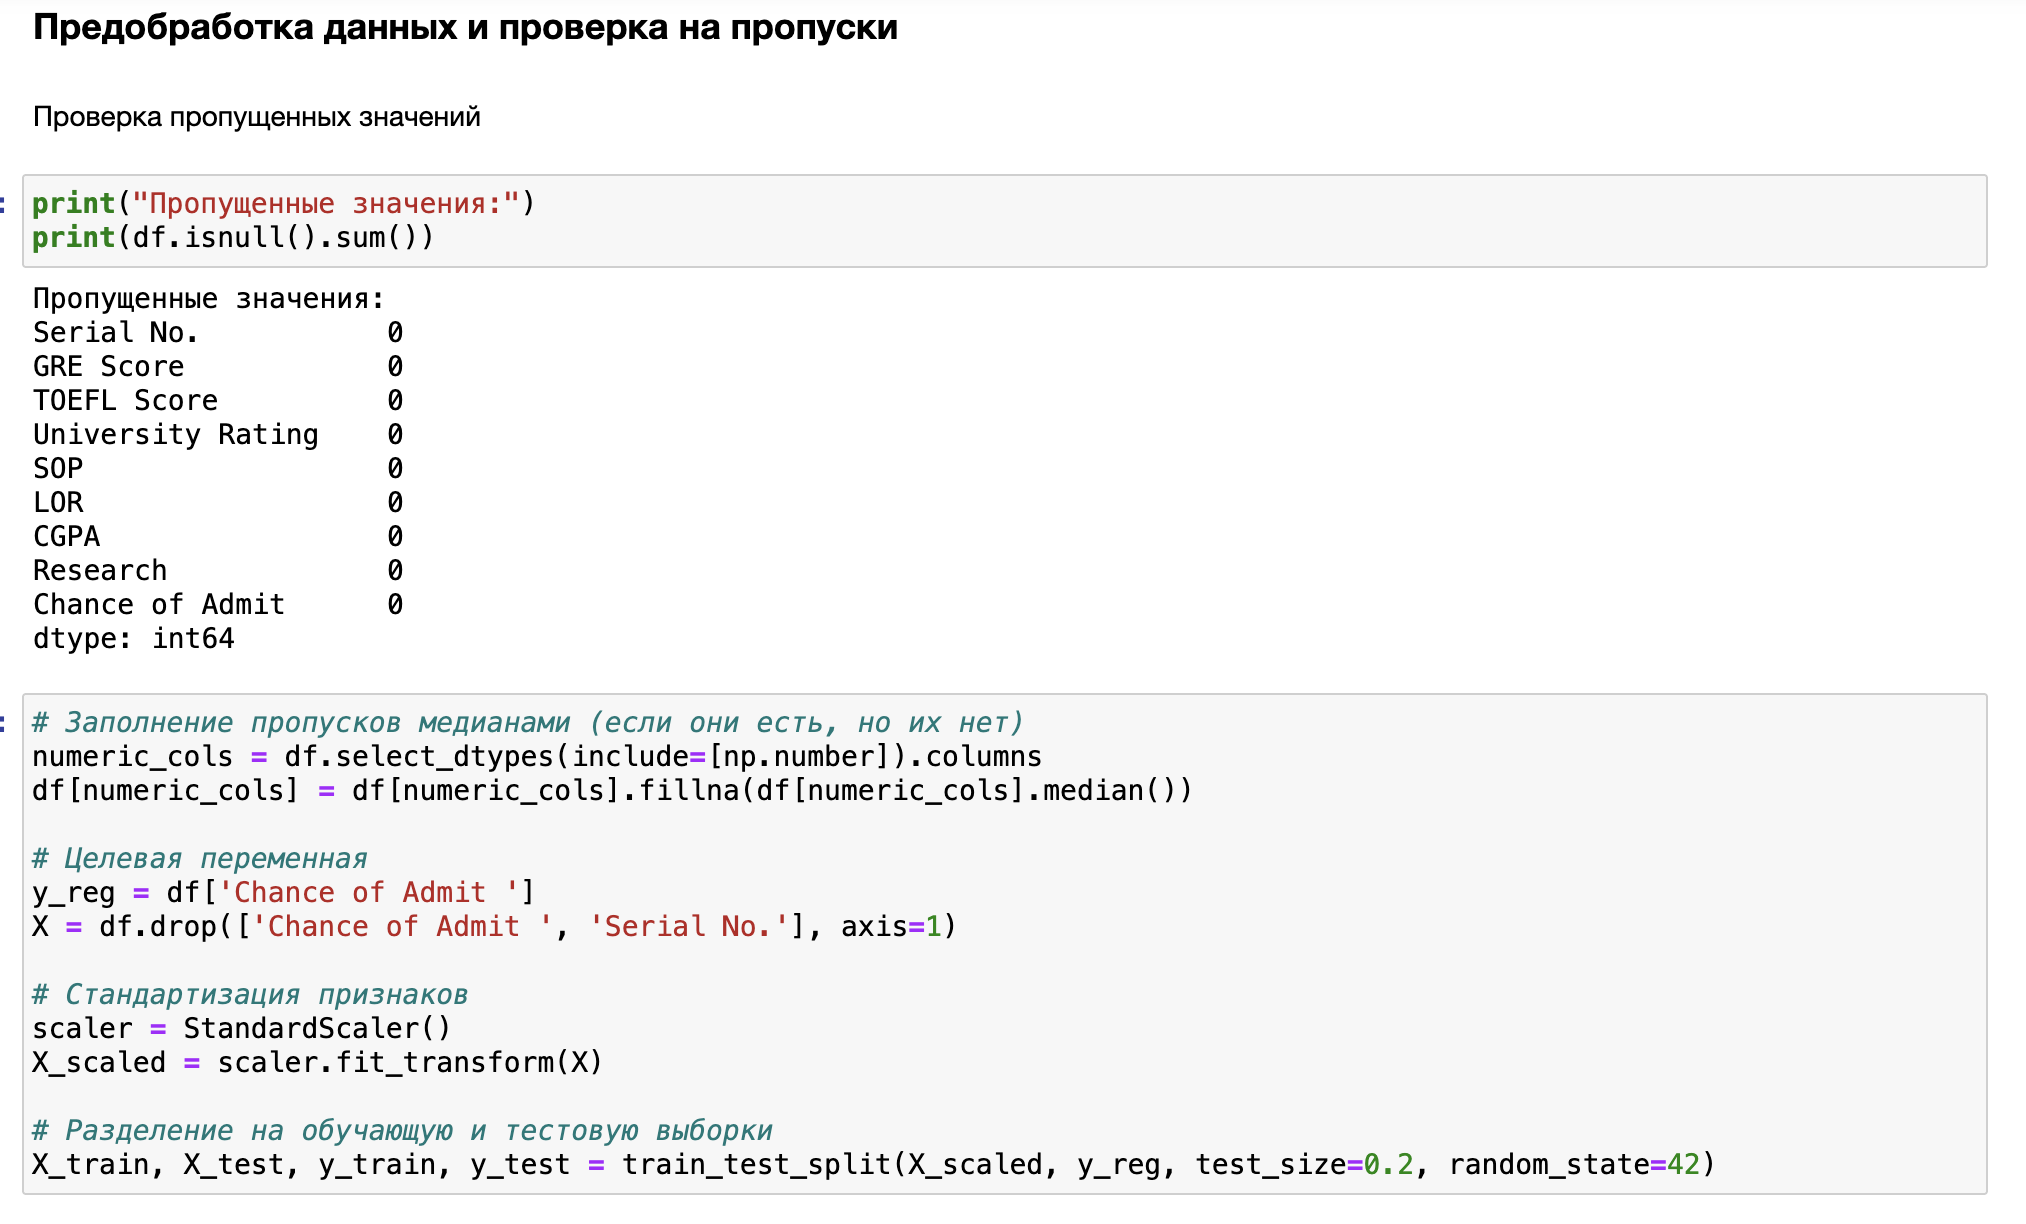 Предобработка данных и проверка на пропуски
Проверка пропущенных значений
:
print("Пропущенные значения:")
print(df.isnull().sum())
Пропущенные значения:
Serial No.           0
GRE Score            0
TOEFL Score          0
University Rating    0
SOP                  0
LOR                  0
CGPA                 0
Research             0
Chance of Admit      0
dtype: int64
:
# Заполнение пропусков медианами (если они есть, но их нет)
numeric_cols = df.select_dtypes(include=[np.number]).columns
df[numeric_cols] = df[numeric_cols].fillna(df[numeric_cols].median())
# Целевая переменная
y_reg = df['Chance of Admit ']
X = df.drop(['Chance of Admit ', 'Serial No.'], axis=1)
# Стандартизация признаков
scaler = StandardScaler()
X_scaled = scaler.fit_transform(X)
# Разделение на обучающую и тестовую выборки
X_train, X_test, y_train, y_test = train_test_split(X_scaled, y_reg, test_size=0.2, random_state=42)